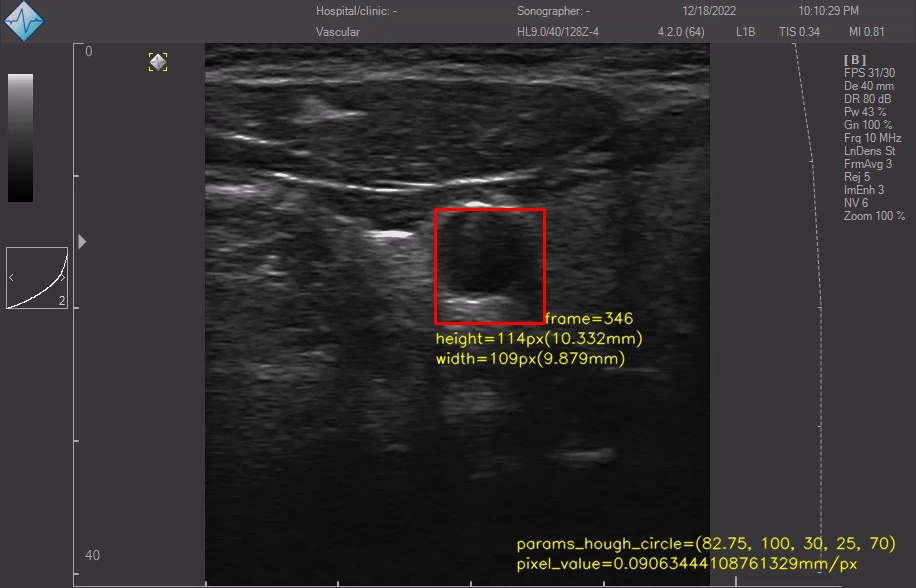 Hospital/clinic: - Sonographer: - 12/18/2022 10:10:29 PM
Vascular HL9.0/40/128Z-4 4.2.0 (64) L1B TIS 0.34 MI 0.81
0
[ B ]
FPS 31/30
De 40 mm
DR 80 dB
Pw 43 %
Gn 100 %
Frq 10 MHz
LnDens St
FrmAvg 3
Rej 5
ImEnh 3
NV 6
Zoom 100 %
2
frame=346
height=114px(10.332mm)
width=109px(9.879mm)
params_hough_circle=(82.75, 100, 30, 25, 70)
40
pixel_value=0.09063444108761329mm/px